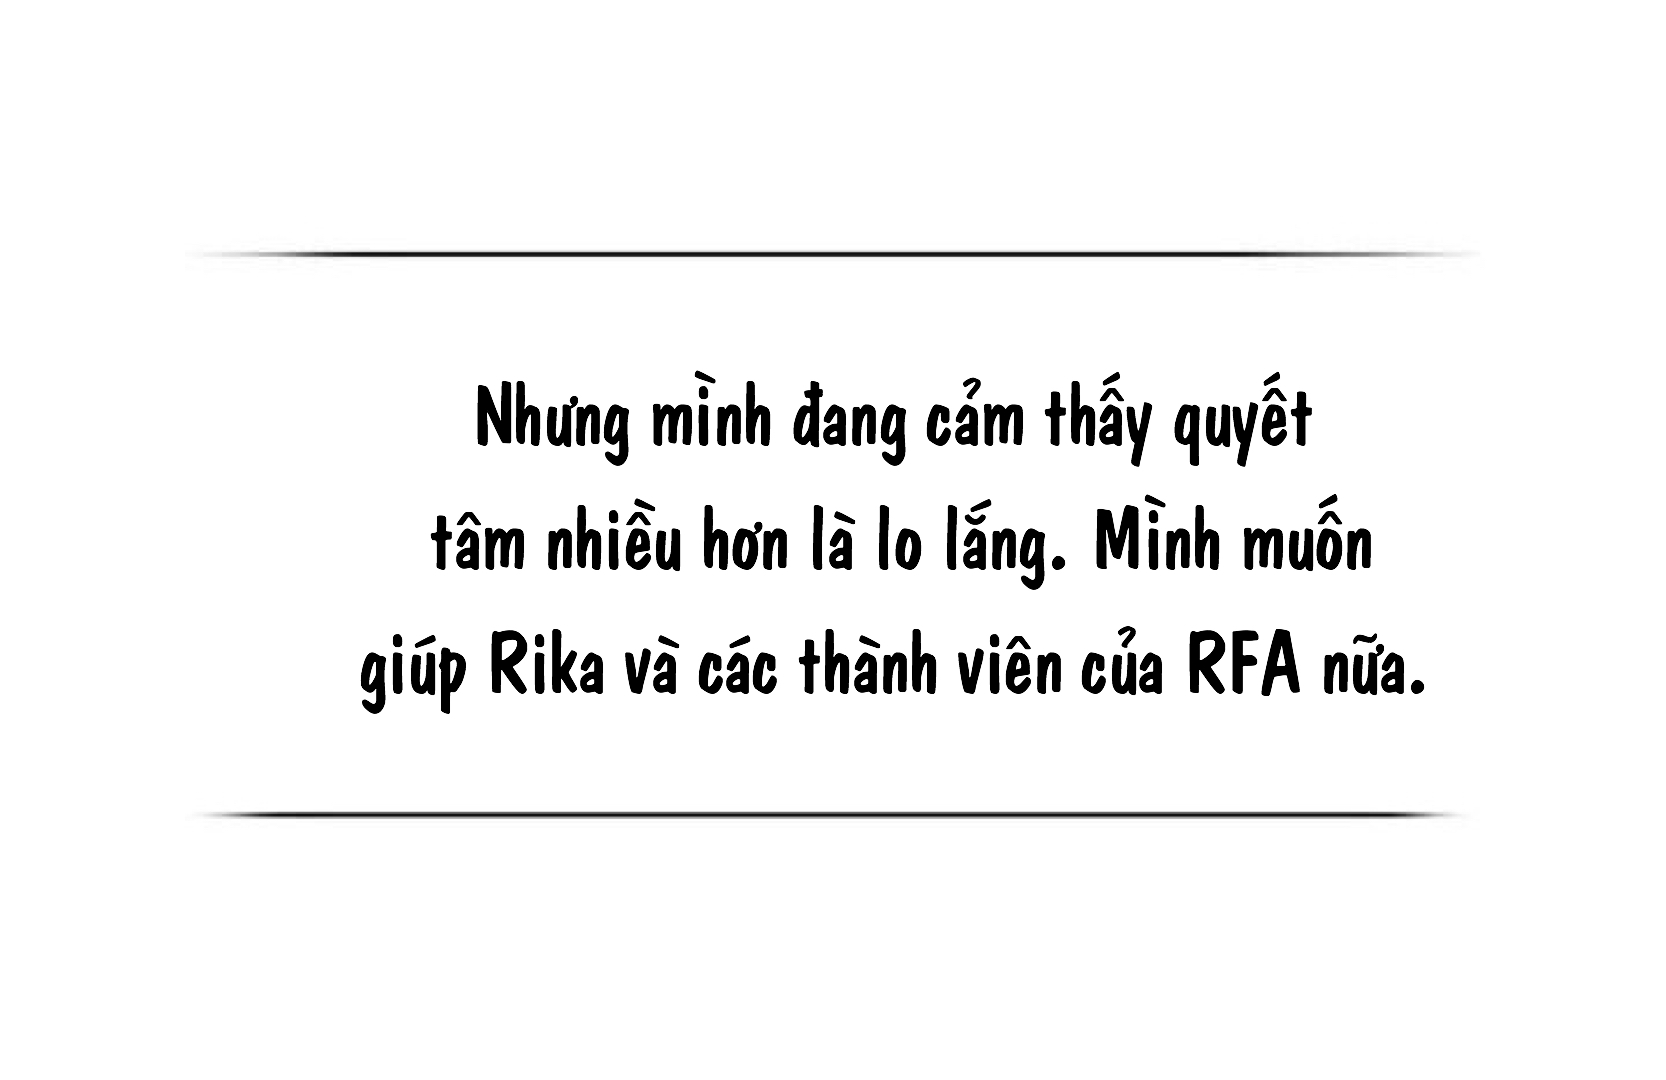 Nhưng mình đang cảm thấy quyết
tâm nhiều hơn là lo lắng. Mình muốn
giúp Rika và các thành viên của RFA nữa.